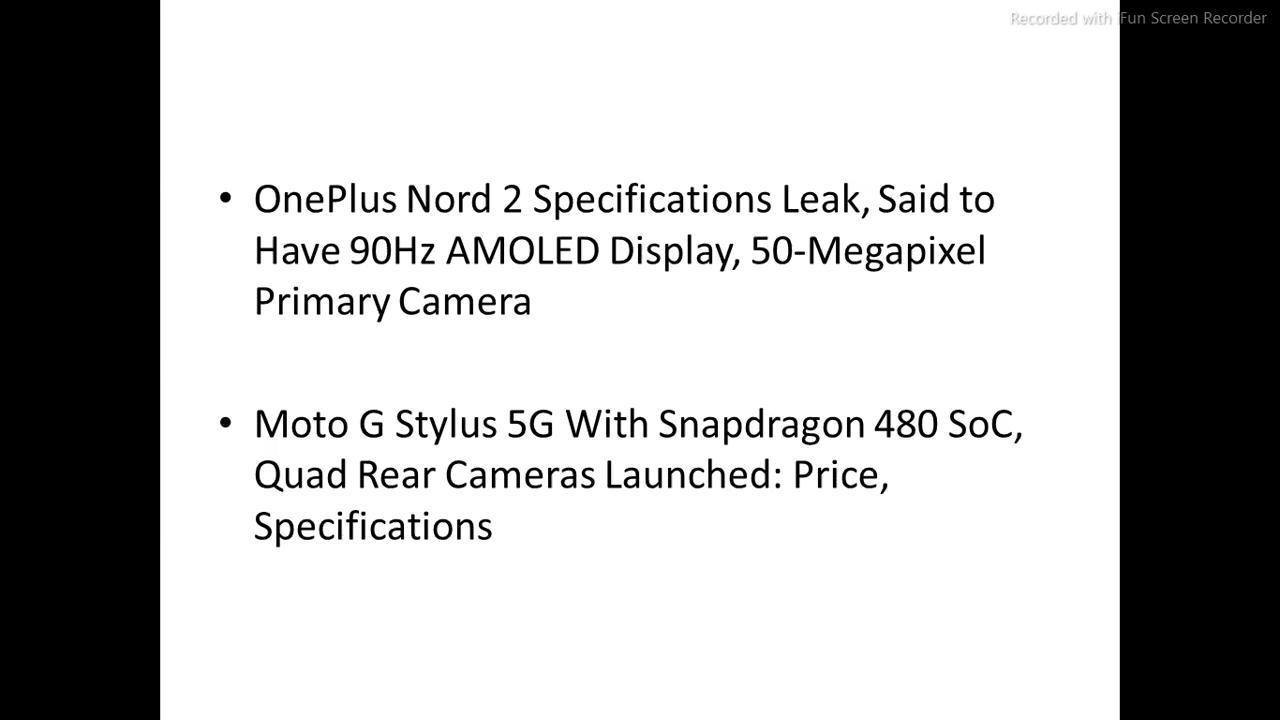 Recorded with iFun Screen Recorder
• OnePlus Nord 2 Specifications Leak, Said to
Have 90Hz AMOLED Display, 50-Megapixel
Primary Camera
• Moto G Stylus 5G With Snapdragon 480 SoC,
Quad Rear Cameras Launched: Price,
Specifications